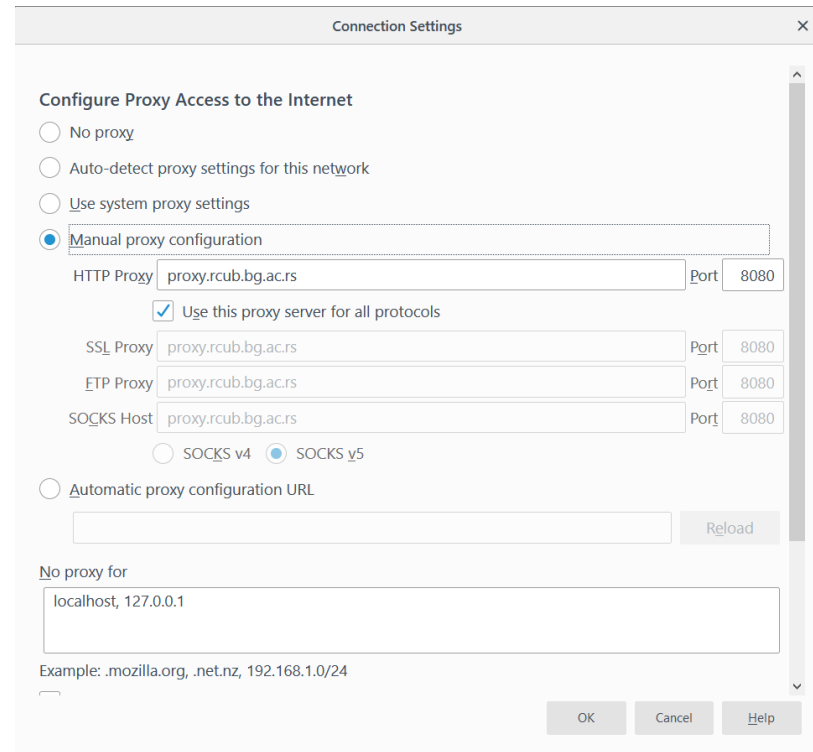 Connection Settings
Configure Proxy Access to the Internet
No proxy
Auto-detect proxy settings for this network
Use system proxy settings
Manual proxy configuration
HTTP Proxy proxy.rcub.bg.ac.rs Port 8080
Use this proxy server for all protocols
SSL Proxy proxy.rcub.bg.ac.rs Port 8080
FTP Proxy proxy.rcub.bg.ac.rs Port 8080
SOCKS Host proxy.rcub.bg.ac.rs Port 8080
SOCKS v4 SOCKS v5
Automatic proxy configuration URL
Reload
No proxy for
localhost, 127.0.0.1
Example: .mozilla.org, .net.nz, 192.168.1.0/24
OK Cancel Help